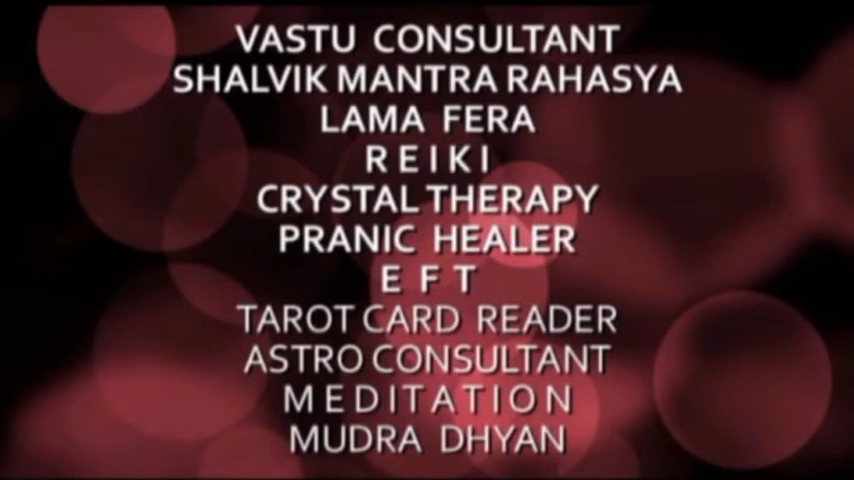 VASTU CONSULTANT
SHALVIK MANTRA RAHASYA
LAMA FERA
REIKI
CRYSTAL THERAPY
PRANIC HEALER
EFT
TAROT CARD READER
ASTRO CONSULTANT
MEDITATION
MUDRA DHYAN